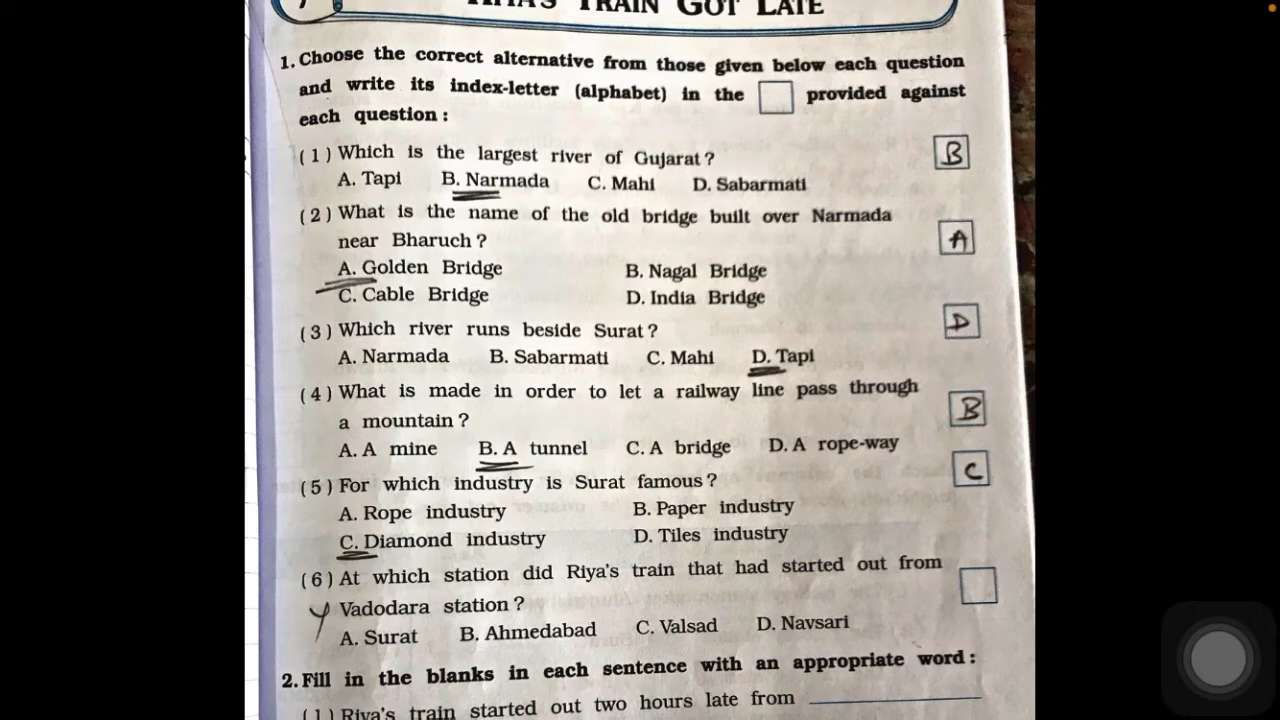 TRAIN GOT LATE
1. Choose the correct alternative from those given below each question
and write its index-letter (alphabet) in the provided against
each question :
(1) Which is the largest river of Gujarat ? B
A. Tapi B. Narmada C. Mahi D. Sabarmati
(2) What is the name of the old bridge built over Narmada
near Bharuch ? A
A. Golden Bridge B. Nagal Bridge
C. Cable Bridge D. India Bridge
(3) Which river runs beside Surat ? D
A. Narmada B. Sabarmati C. Mahi D. Tapi
(4) What is made in order to let a railway line pass through
a mountain ? B
A. A mine B. A tunnel C. A bridge D. A rope-way
(5) For which industry is Surat famous ? C
A. Rope industry B. Paper industry
C. Diamond industry D. Tiles industry
(6) At which station did Riya's train that had started out from
Vadodara station ?
A. Surat B. Ahmedabad C. Valsad D. Navsari
2. Fill in the blanks in each sentence with an appropriate word :
(1) Riya's train started out two hours late from